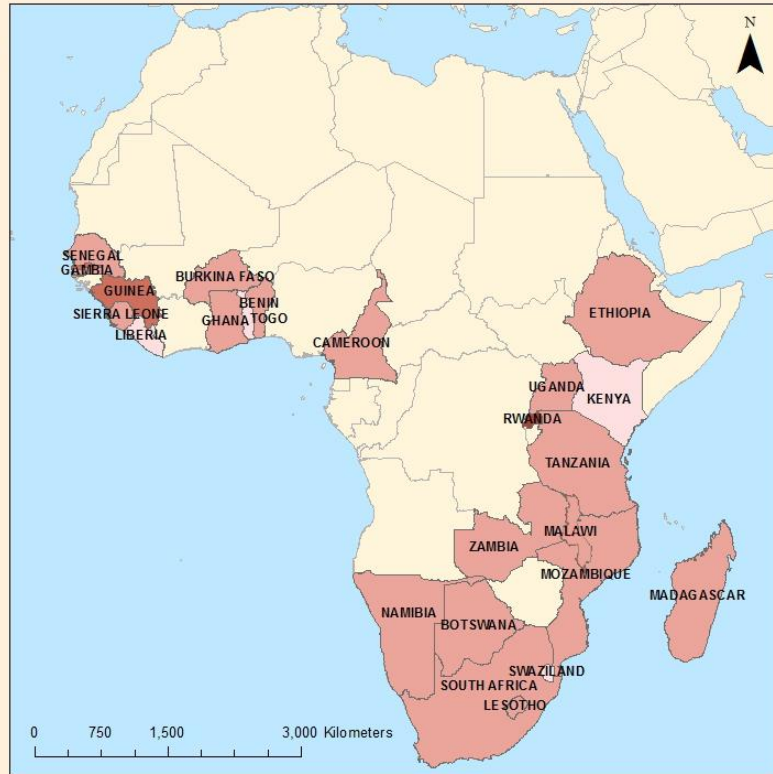 N
SENEGAL
GAMBIA
GUINEA
SIERRA LEONE
LIBERIA
BURKINA FASO
BENIN
GHANA
TOGO
CAMEROON
ETHIOPIA
UGANDA
KENYA
RWANDA
TANZANIA
MALAWI
ZAMBIA
MOZAMBIQUE
MADAGASCAR
NAMIBIA
BOTSWANA
SWAZILAND
SOUTH AFRICA
LESOTHO
0 750 1,500 3,000 Kilometers